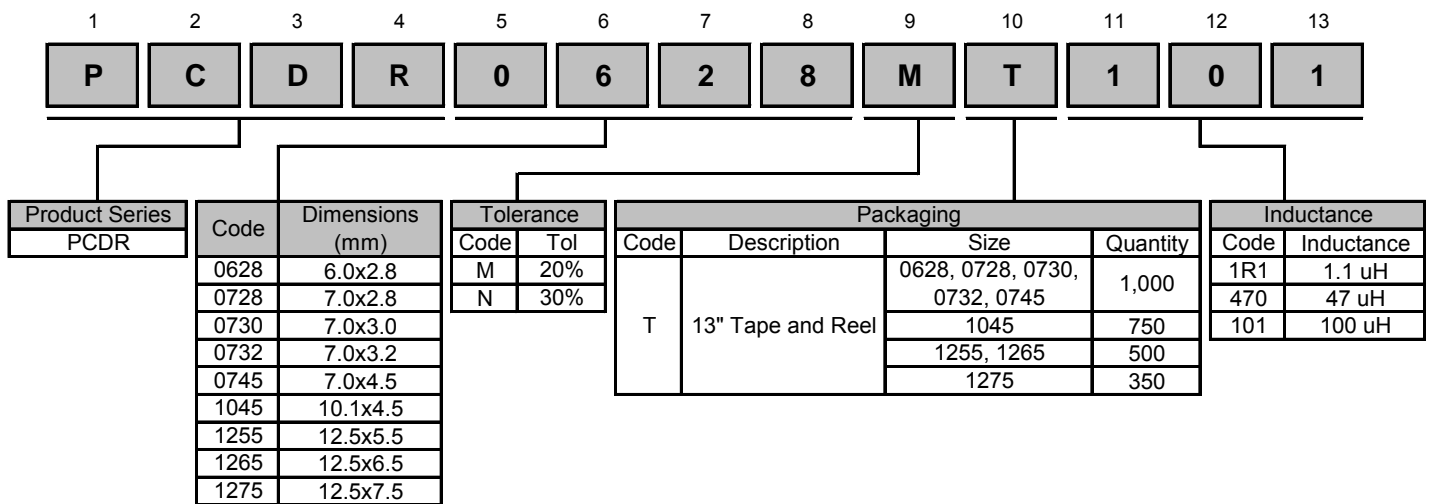 1 2 3 4 5 6 7 8 9 10 11 12 13
P C D R 0 6 2 8 M T 1 0 1
Product Series
PCDR
Code Dimensions (mm)
0628 6.0x2.8
0728 7.0x2.8
0730 7.0x3.0
0732 7.0x3.2
0745 7.0x4.5
1045 10.1x4.5
1255 12.5x5.5
1265 12.5x6.5
1275 12.5x7.5
Tolerance
Code Tol
M 20%
N 30%
Packaging
Code Description Size Quantity
T 13" Tape and Reel
0628, 0728, 0730,
0732, 0745 1,000
1045 750
1255, 1265 500
1275 350
Inductance
Code Inductance
1R1 1.1 uH
470 47 uH
101 100 uH